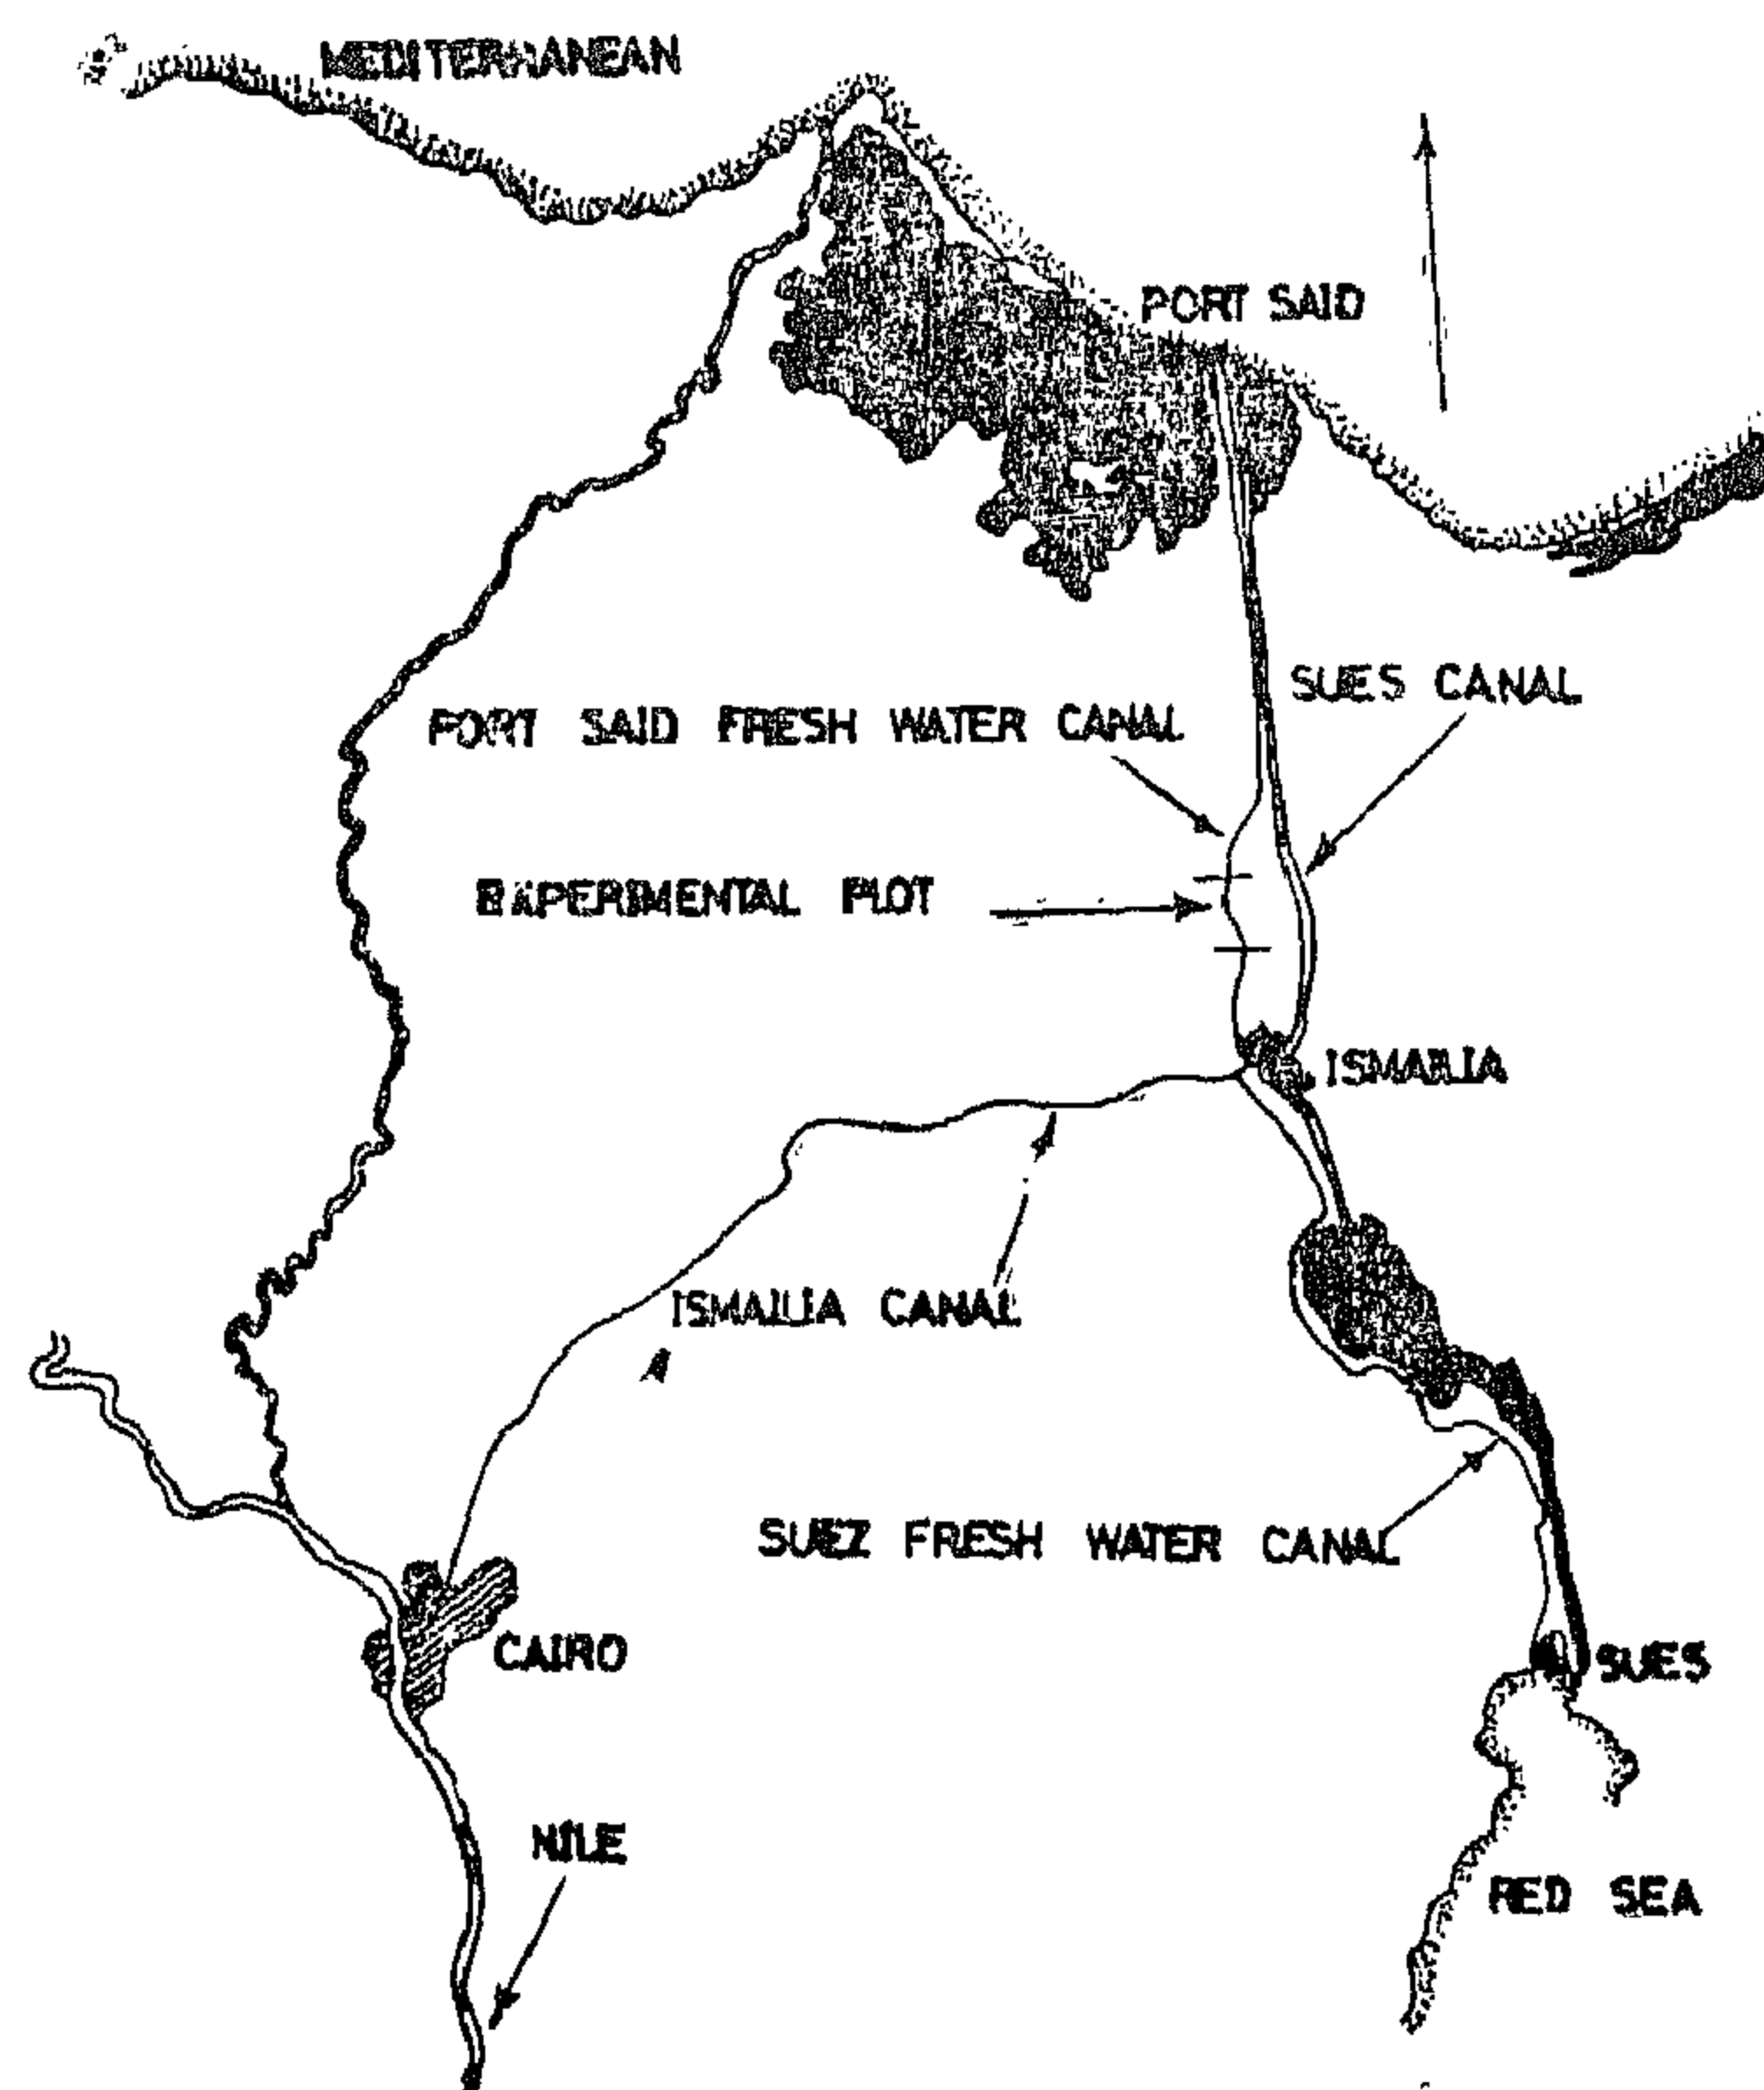 MEDITERRANEAN
PORT SAID
SUES CANAL
PORT SAID FRESH WATER CANAL
EXPERIMENTAL PLOT
ISMAILIA
ISMAILIA CANAL
SUEZ FRESH WATER CANAL
CAIRO
SUES
NILE
RED SEA